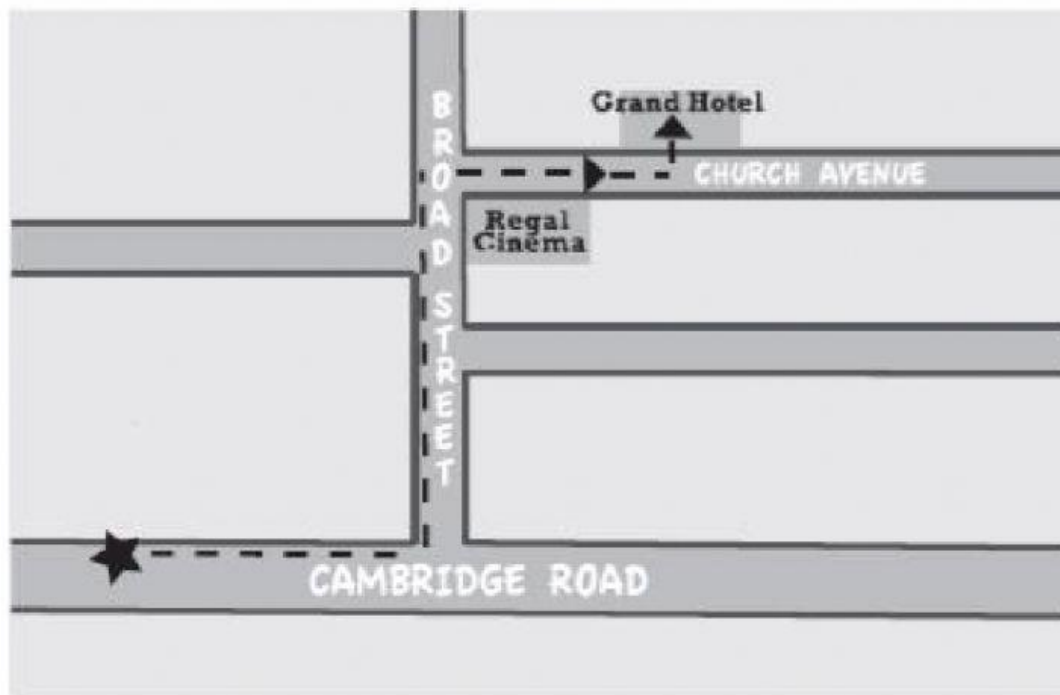 BROAD STREET
Grand Hotel
CHURCH AVENUE
Regal
Cinema
CAMBRIDGE ROAD